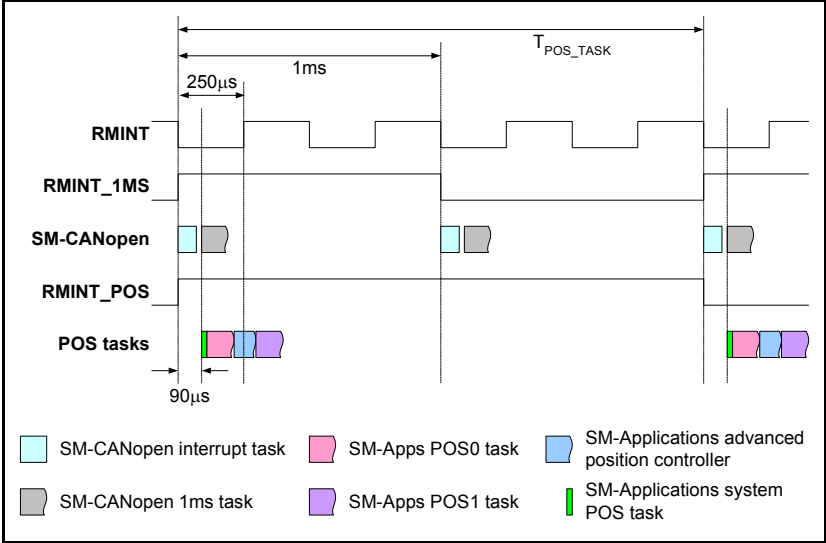 T_POS_TASK
1ms
250µs
RMINT
RMINT_1MS
SM-CANopen
RMINT_POS
POS tasks
90µs
SM-CANopen interrupt task
SM-Apps POS0 task
SM-Applications advanced
position controller
SM-CANopen 1ms task
SM-Apps POS1 task
SM-Applications system
POS task